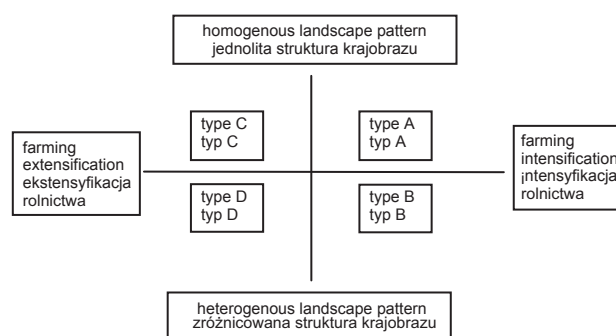 homogenous landscape pattern
jednolita struktura krajobrazu
type C
typ C
type A
typ A
farming
extensification
ekstensyfikacja
rolnictwa
farming
intensification
intensyfikacja
rolnictwa
type D
typ D
type B
typ B
heterogenous landscape pattern
zróżnicowana struktura krajobrazu